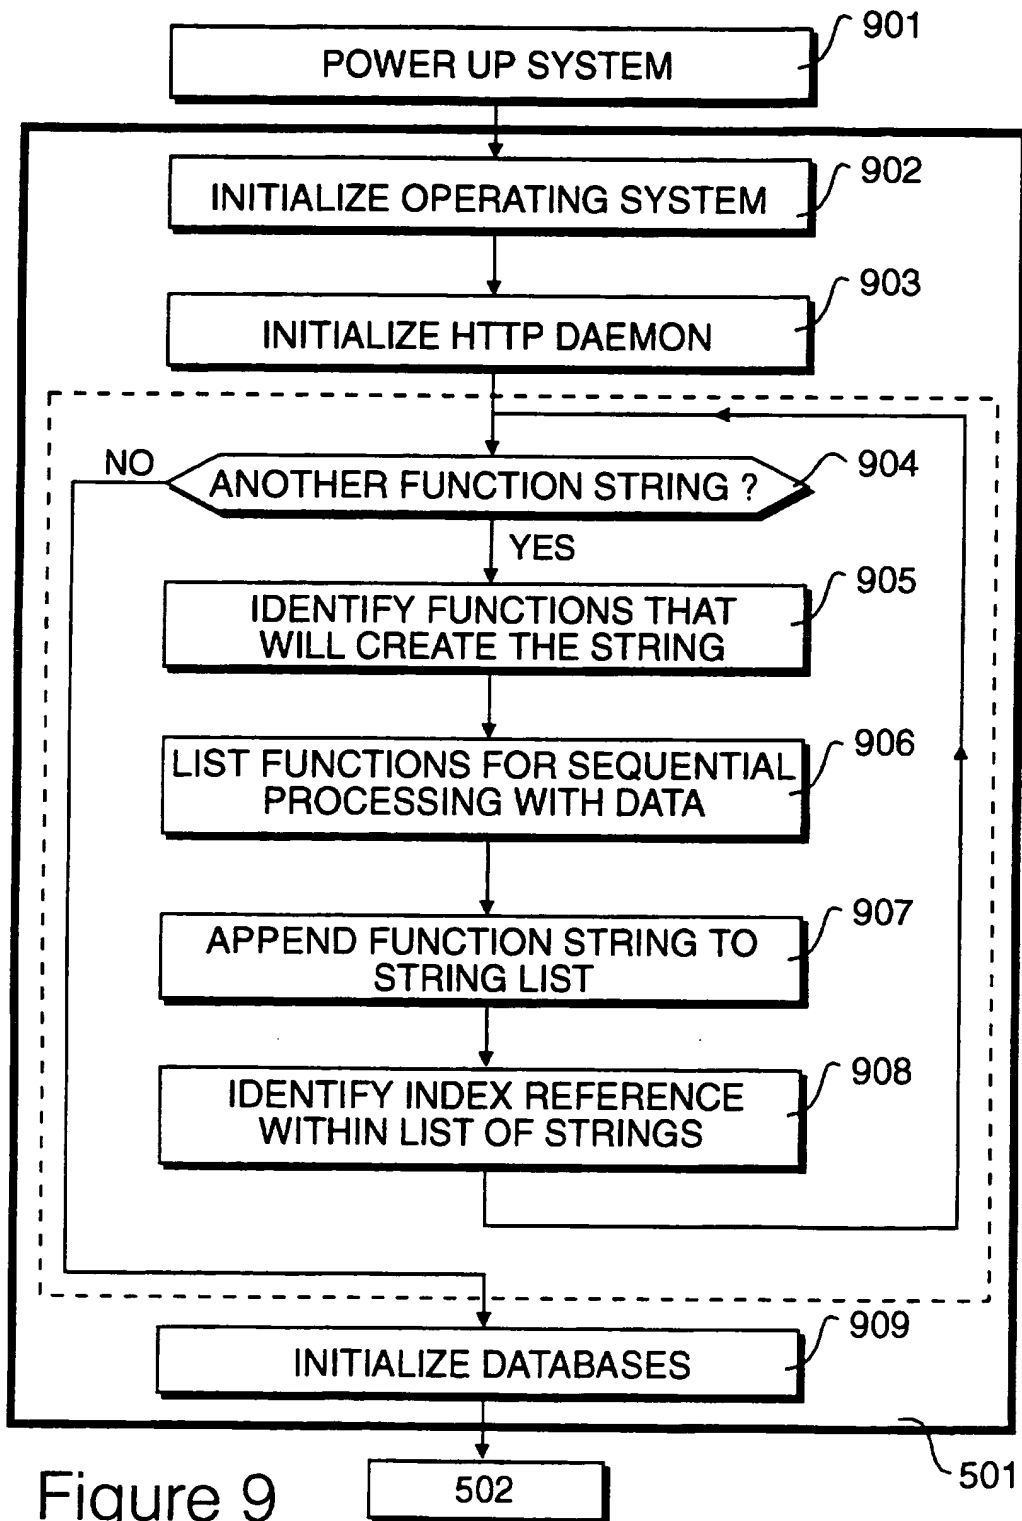 901
POWER UP SYSTEM
902
INITIALIZE OPERATING SYSTEM
903
INITIALIZE HTTP DAEMON
NO
904
ANOTHER FUNCTION STRING ?
YES
905
IDENTIFY FUNCTIONS THAT
WILL CREATE THE STRING
906
LIST FUNCTIONS FOR SEQUENTIAL
PROCESSING WITH DATA
907
APPEND FUNCTION STRING TO
STRING LIST
908
IDENTIFY INDEX REFERENCE
WITHIN LIST OF STRINGS
909
INITIALIZE DATABASES
501
502
Figure 9